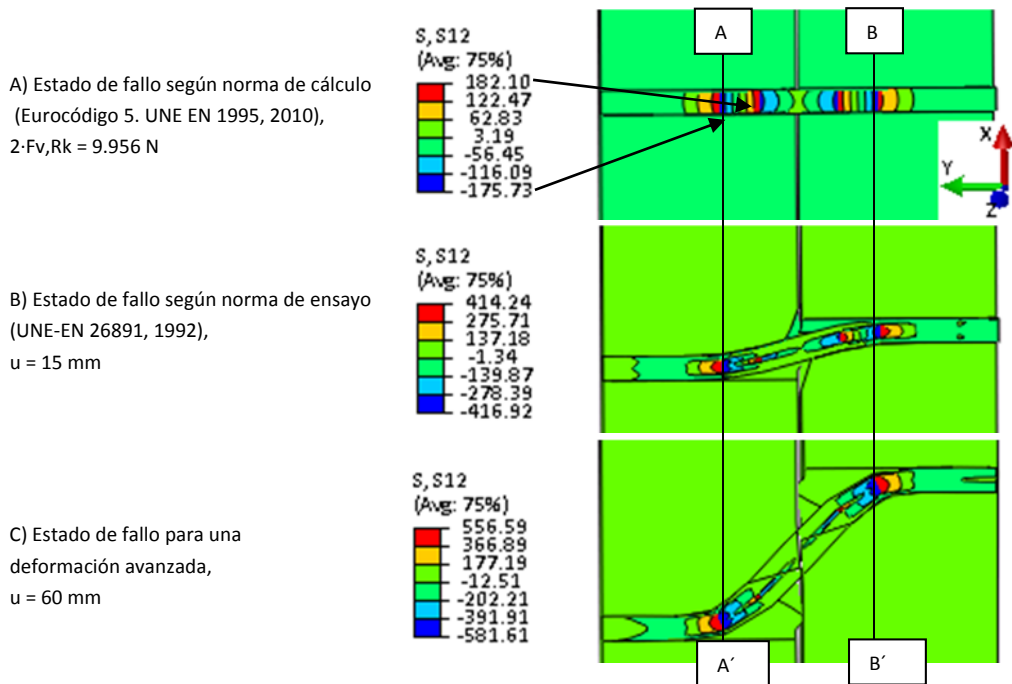 A) Estado de fallo según norma de cálculo
(Eurocódigo 5. UNE EN 1995, 2010),
2·Fv,Rk = 9.956 N
S, S12
(Avg: 75%)
182.10
122.47
62.83
3.19
-56.45
-116.09
-175.73
A
B
X
Y
Z
B) Estado de fallo según norma de ensayo
(UNE-EN 26891, 1992),
u = 15 mm
S, S12
(Avg: 75%)
414.24
275.71
137.18
-1.34
-139.87
-278.39
-416.92
C) Estado de fallo para una
deformación avanzada,
u = 60 mm
S, S12
(Avg: 75%)
556.59
366.89
177.19
-12.51
-202.21
-391.91
-581.61
A´
B´